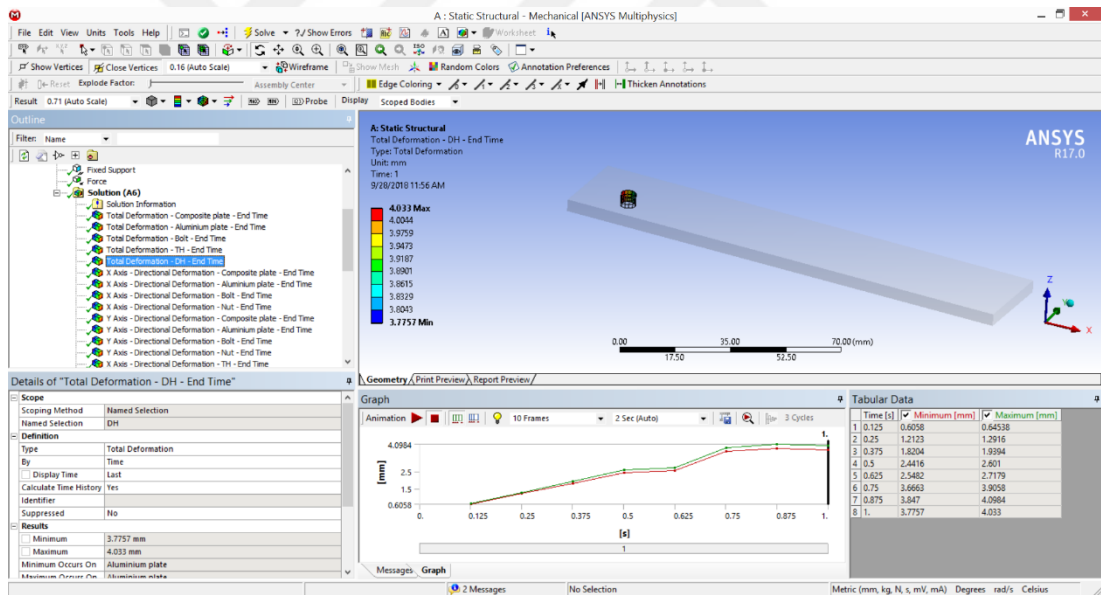 A : Static Structural - Mechanical [ANSYS Multiphysics]
File Edit View Units Tools Help Solve ?/ Show Errors Worksheet
Show Vertices Close Vertices 0.16 (Auto Scale) Wireframe Show Mesh Random Colors Annotation Preferences
Reset Explode Factor: Assembly Center Edge Coloring Thicken Annotations
Result 0.71 (Auto Scale) Probe Display Scoped Bodies
Outline
Filter: Name
Fixed Support
Force
Solution (A6)
Solution Information
Total Deformation - Composite plate - End Time
Total Deformation - Aluminium plate - End Time
Total Deformation - Bolt - End Time
Total Deformation - TH - End Time
Total Deformation - DH - End Time
X Axis - Directional Deformation - Composite plate - End Time
X Axis - Directional Deformation - Aluminium plate - End Time
X Axis - Directional Deformation - Bolt - End Time
X Axis - Directional Deformation - Nut - End Time
Y Axis - Directional Deformation - Composite plate - End Time
Y Axis - Directional Deformation - Aluminium plate - End Time
Y Axis - Directional Deformation - Bolt - End Time
Y Axis - Directional Deformation - Nut - End Time
X Axis - Directional Deformation - TH - End Time
A: Static Structural
Total Deformation - DH - End Time
Type: Total Deformation
Unit: mm
Time: 1
9/28/2018 11:56 AM
4.033 Max
4.0044
3.9759
3.9473
3.9187
3.8901
3.8615
3.8329
3.8043
3.7757 Min
ANSYS
R17.0
Z
X
0.00 35.00 70.00 (mm)
17.50 52.50
Geometry Print Preview Report Preview
Details of "Total Deformation - DH - End Time"
Scope
Scoping Method Named Selection
Named Selection DH
Definition
Type Total Deformation
By Time
Display Time Last
Calculate Time History Yes
Identifier
Suppressed No
Results
Minimum 3.7757 mm
Maximum 4.033 mm
Minimum Occurs On Aluminium plate
Maximum Occurs On Aluminium plate
Graph
Animation 10 Frames 2 Sec (Auto) 3 Cycles
1.
4.0984
2.5
1.5
0.6058
[mm]
0. 0.125 0.25 0.375 0.5 0.625 0.75 0.875 1.
[s]
1
Messages Graph
Tabular Data
Time [s] Minimum [mm] Maximum [mm]
1 0.125 0.6058 0.64538
2 0.25 1.2123 1.2916
3 0.375 1.8204 1.9394
4 0.5 2.4416 2.601
5 0.625 2.5482 2.7179
6 0.75 3.6663 3.9058
7 0.875 3.847 4.0984
8 1. 3.7757 4.033
2 Messages No Selection Metric (mm, kg, N, s, mV, mA) Degrees rad/s Celsius